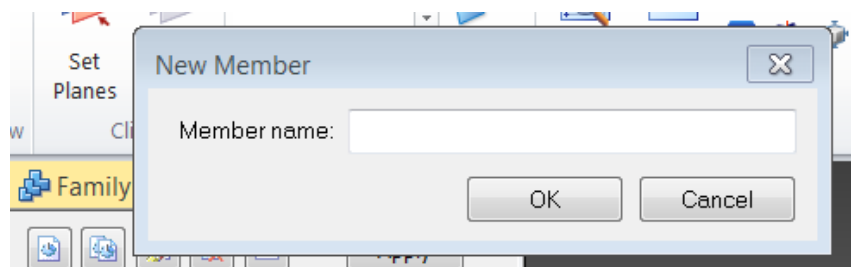 Set
Planes
New Member
Member name:
OK
Cancel
Family